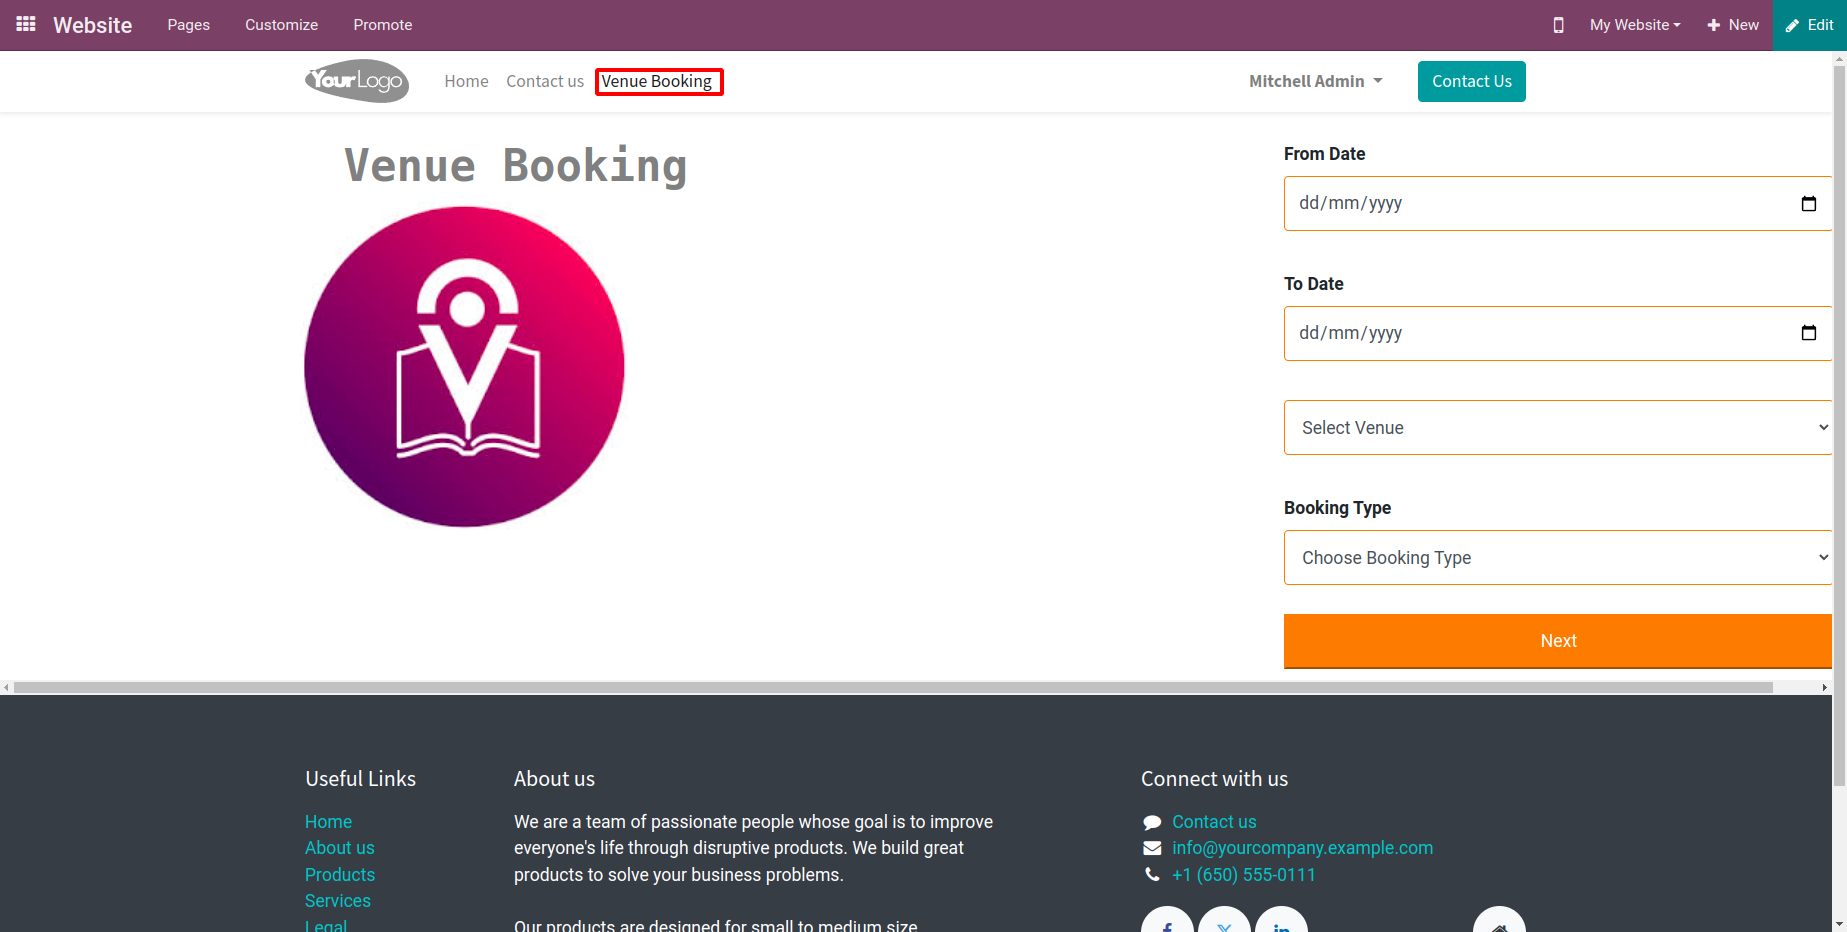 Website Pages Customize Promote My Website New Edit
YourLogo Home Contact us Venue Booking Mitchell Admin Contact Us
Venue Booking
From Date
dd/mm/yyyy
To Date
dd/mm/yyyy
Select Venue
Booking Type
Choose Booking Type
Next
Useful Links
Home
About us
Products
Services
Legal
About us
We are a team of passionate people whose goal is to improve
everyone's life through disruptive products. We build great
products to solve your business problems.
Our products are designed for small to medium size
Connect with us
Contact us
info@yourcompany.example.com
+1 (650) 555-0111